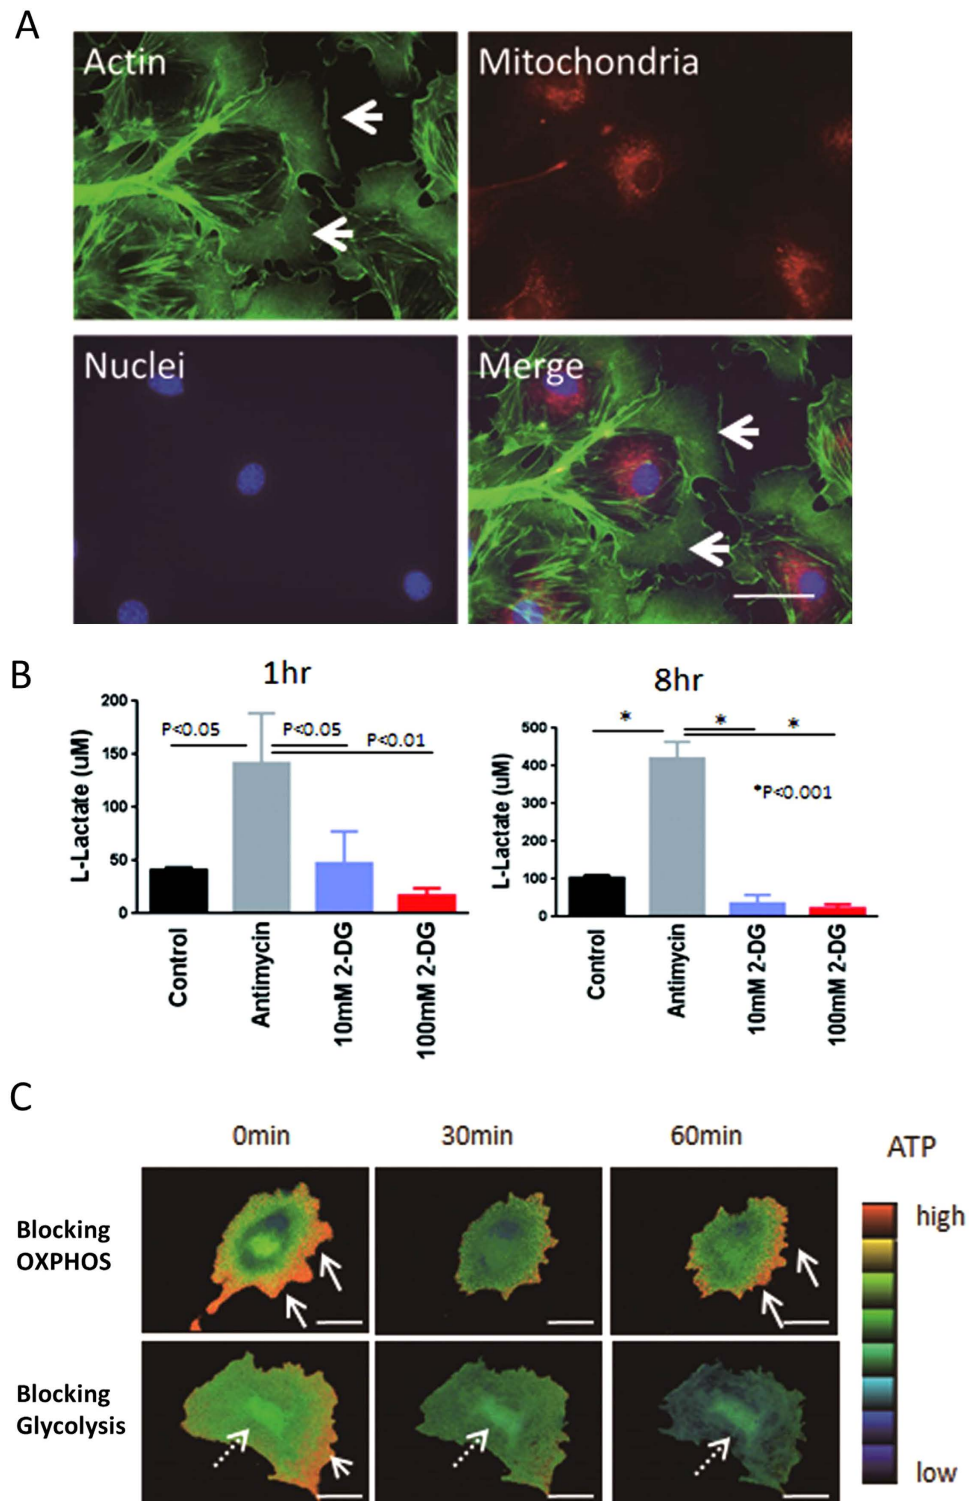 A
Actin
Mitochondria
Nuclei
Merge
B
1hr
L-Lactate (uM)
200
150
100
50
0
P<0.05
P<0.05
P<0.01
Control
Antimycin
10mM 2-DG
100mM 2-DG
8hr
L-Lactate (uM)
500
400
300
200
100
0
*
*
*
*P<0.001
Control
Antimycin
10mM 2-DG
100mM 2-DG
C
0min
30min
60min
ATP
Blocking
OXPHOS
high
Blocking
Glycolysis
low